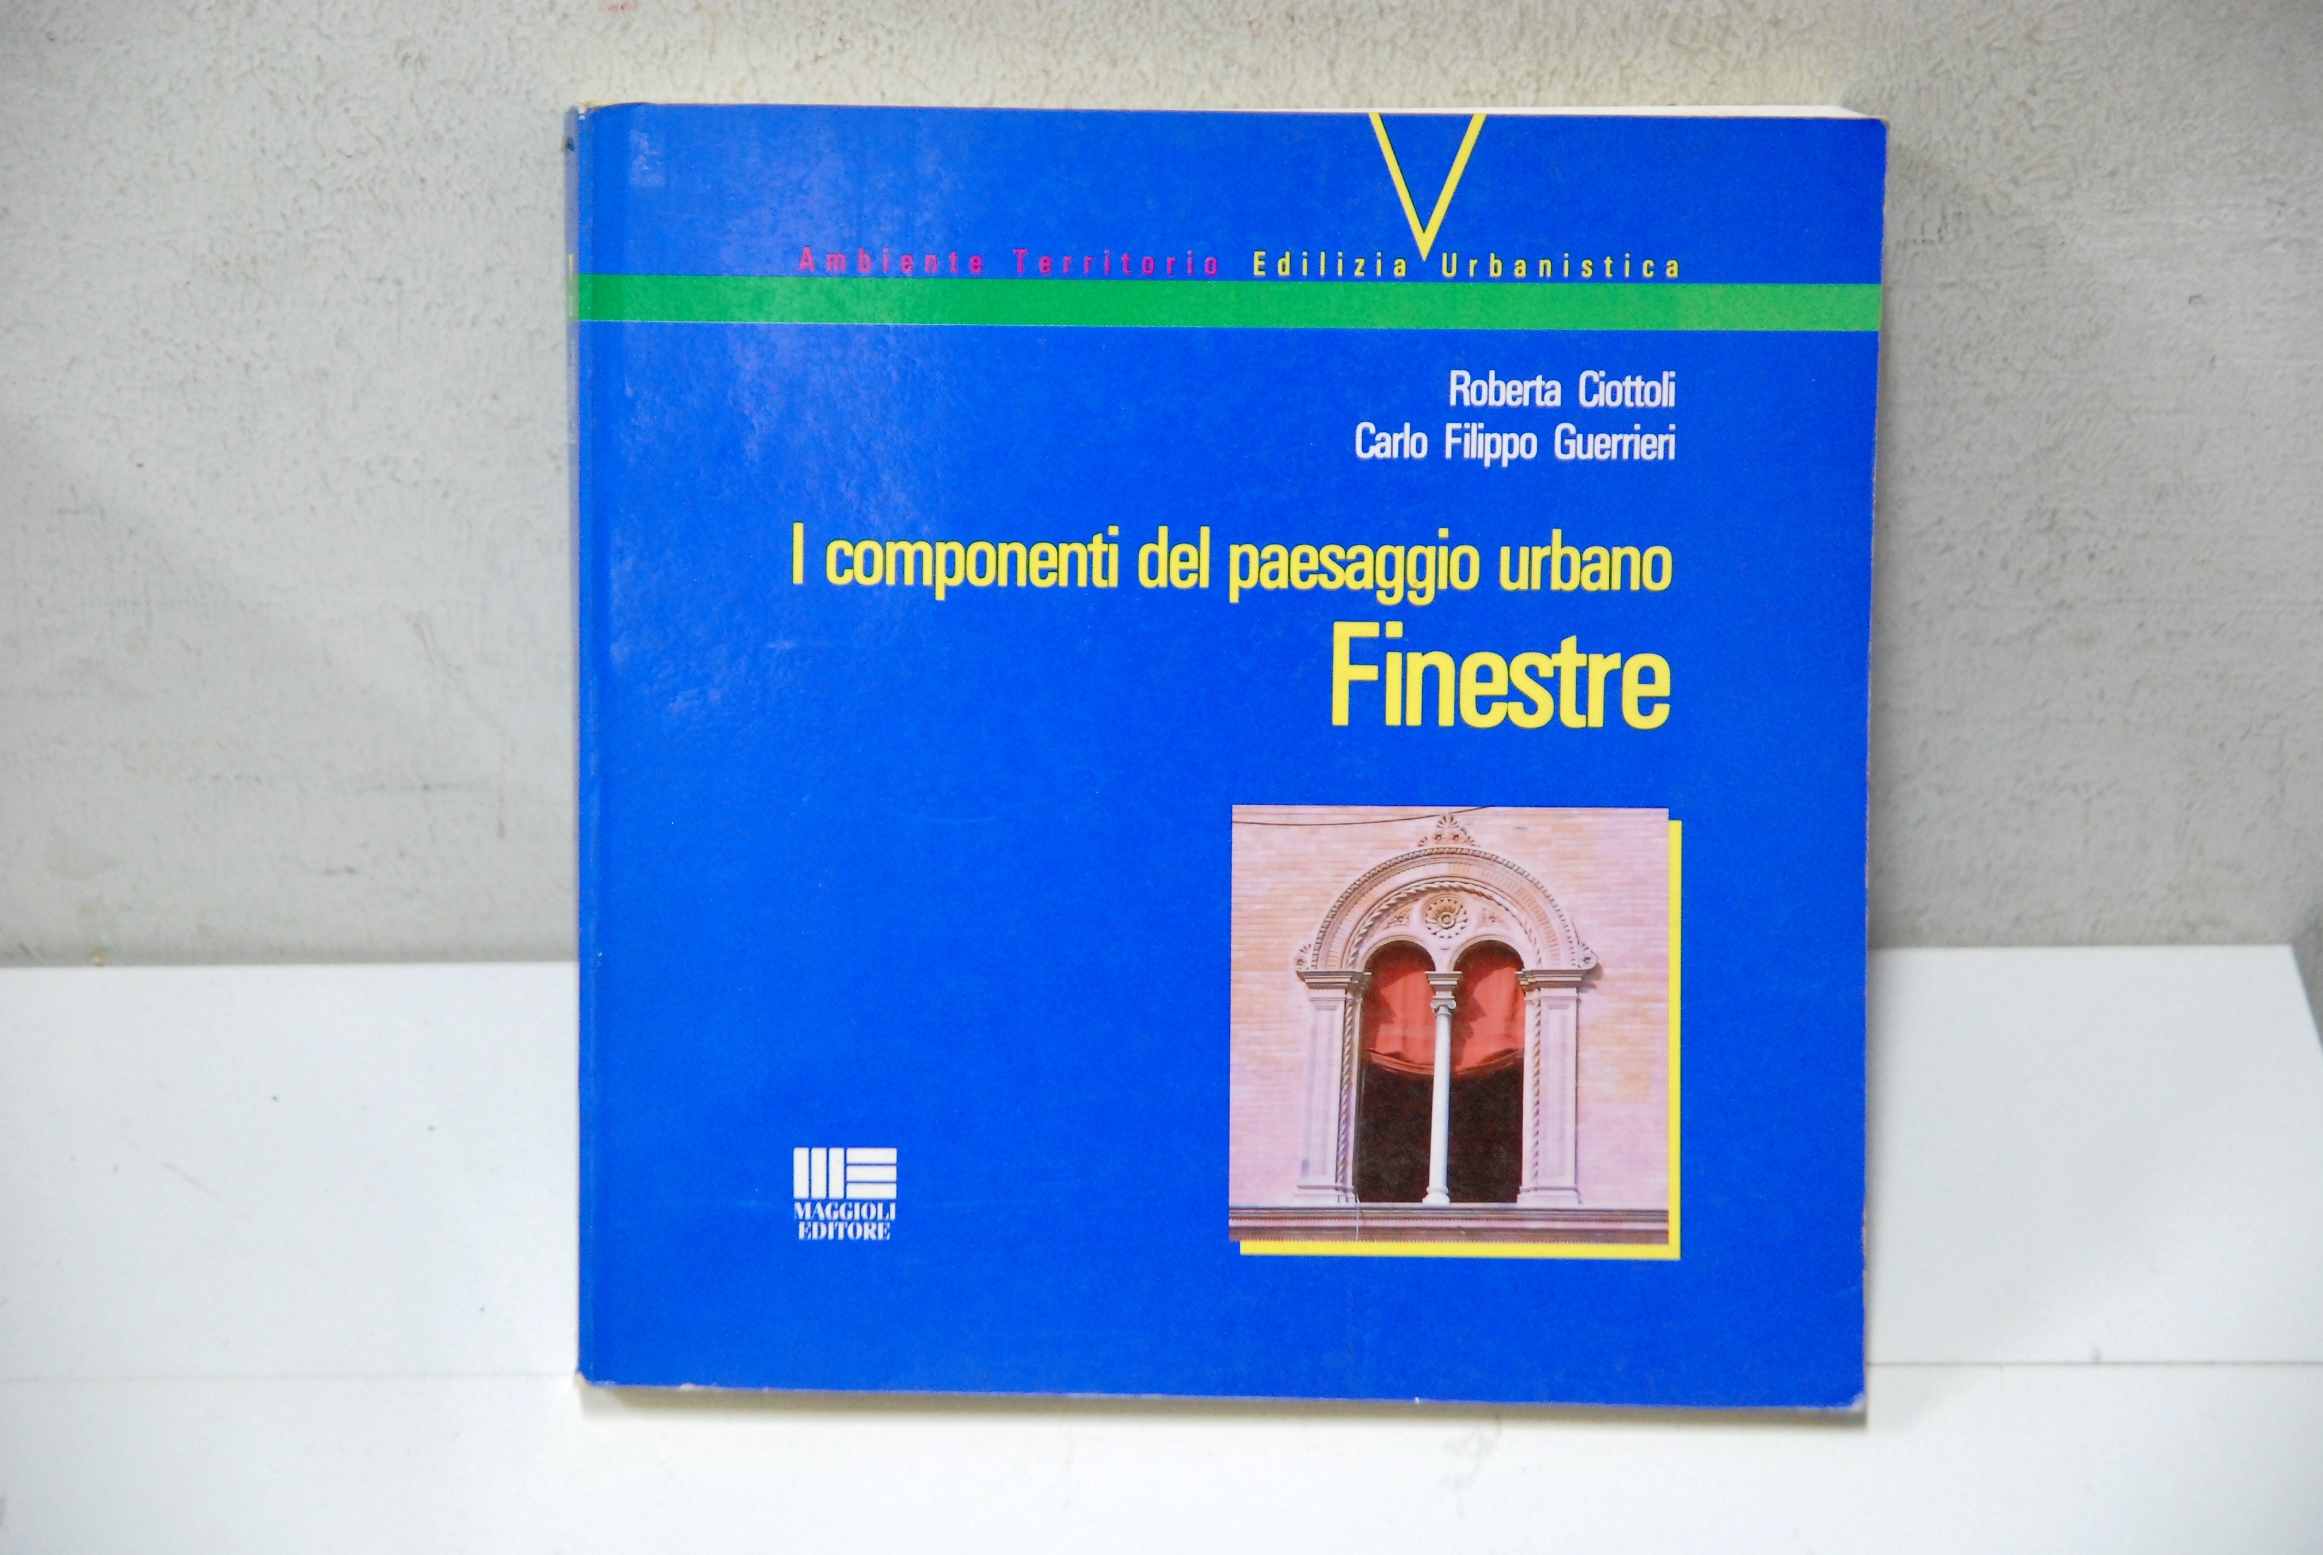 Ambiente Territorio Edilizia Urbanistica
Roberta Ciottoli
Carlo Filippo Guerrieri
I componenti del paesaggio urbano
Finestre
MAGGIOLI
EDITORE